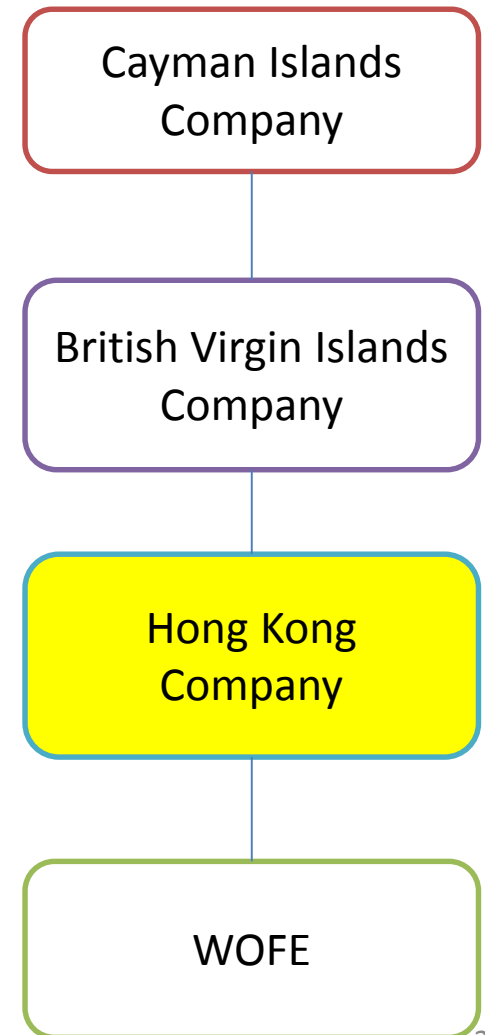 Cayman Islands
Company
British Virgin Islands
Company
Hong Kong
Company
WOFE